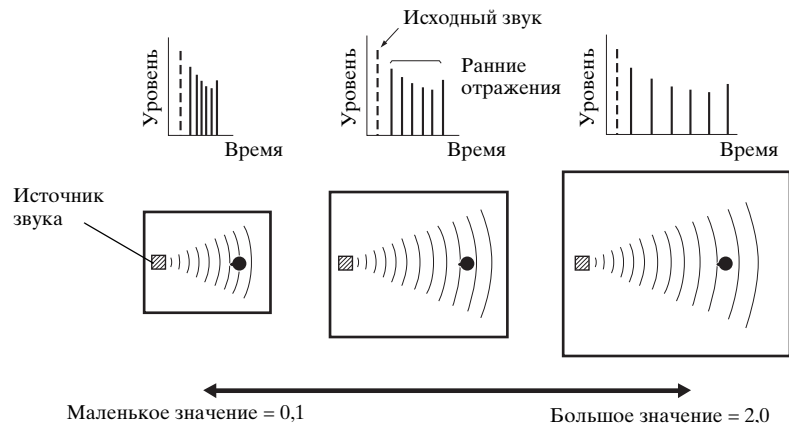 Исходный звук
Уровень
Время
Уровень
Ранние
отражения
Время
Уровень
Время
Источник
звука
Маленькое значение = 0,1
Большое значение = 2,0